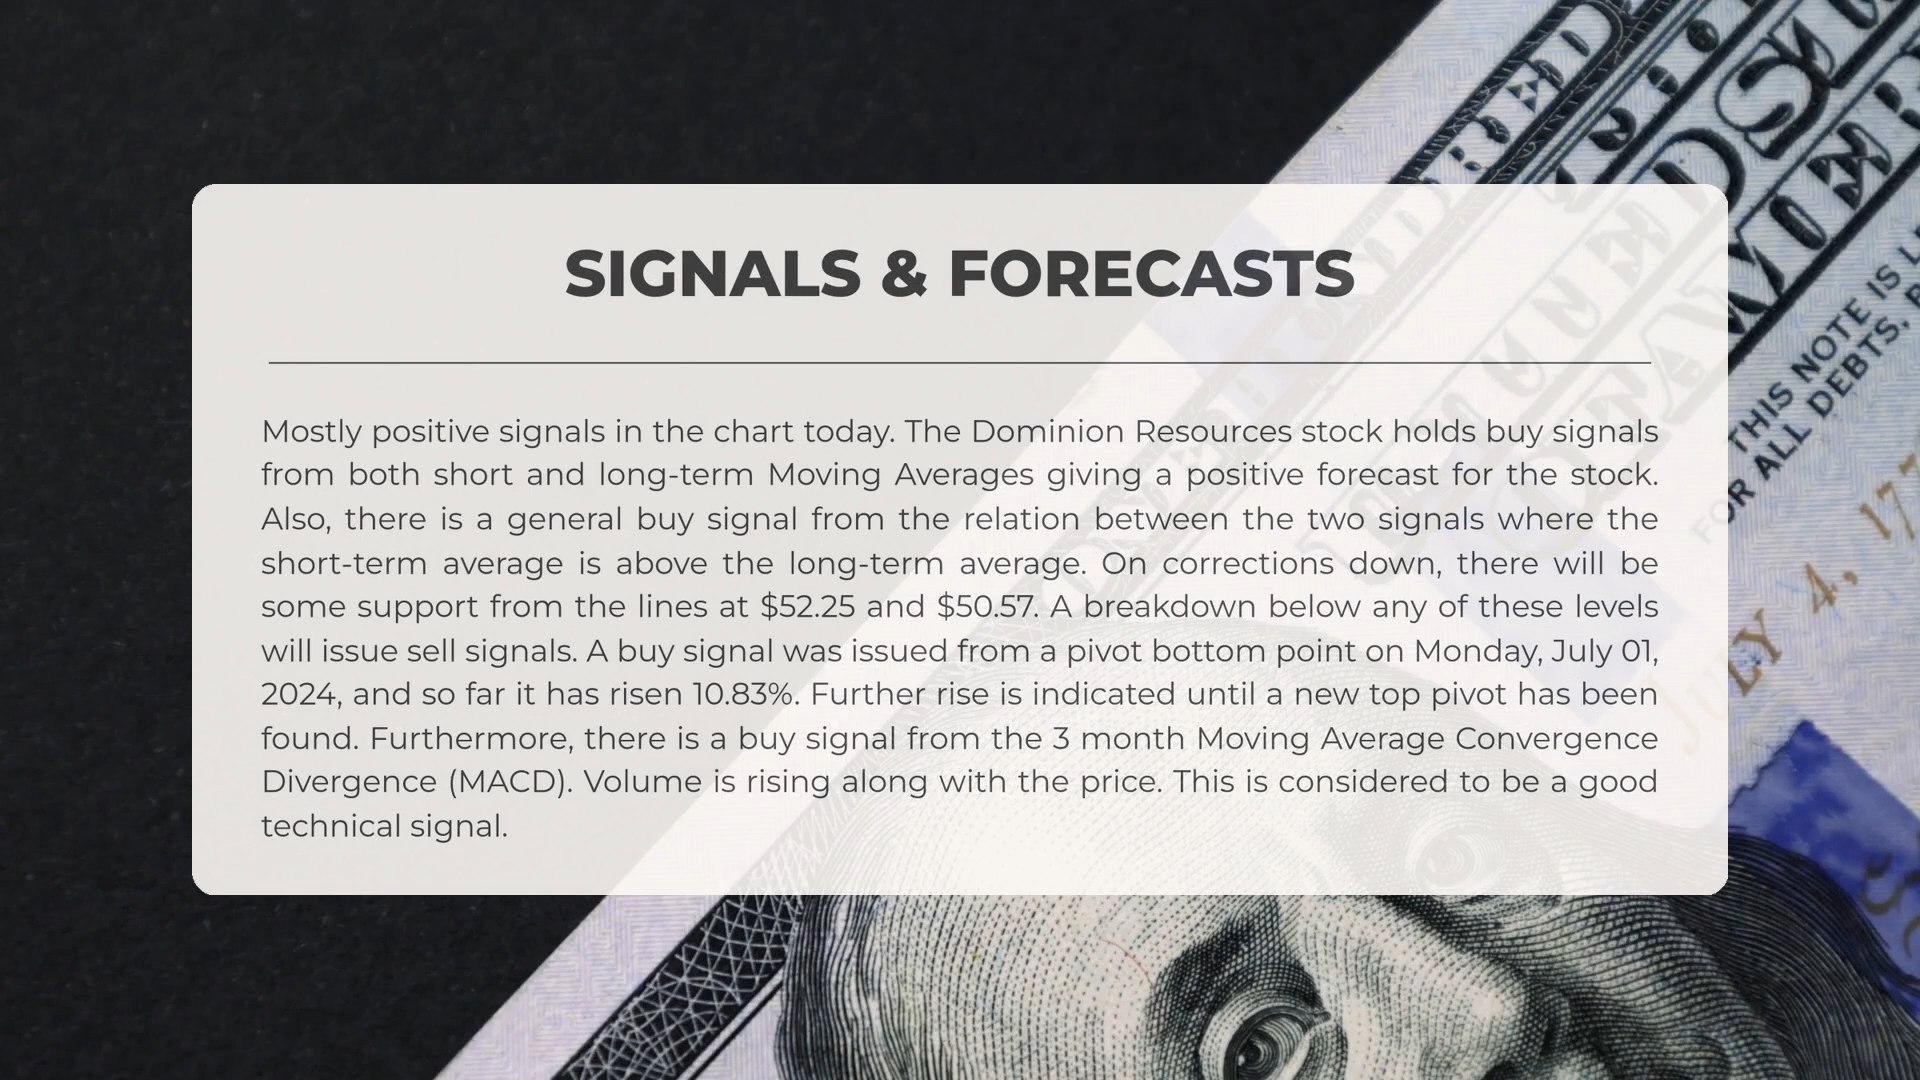 SIGNALS & FORECASTS
Mostly positive signals in the chart today. The Dominion Resources stock holds buy signals
from both short and long-term Moving Averages giving a positive forecast for the stock.
Also, there is a general buy signal from the relation between the two signals where the
short-term average is above the long-term average. On corrections down, there will be
some support from the lines at $52.25 and $50.57. A breakdown below any of these levels
will issue sell signals. A buy signal was issued from a pivot bottom point on Monday, July 01,
2024, and so far it has risen 10.83%. Further rise is indicated until a new top pivot has been
found. Furthermore, there is a buy signal from the 3 month Moving Average Convergence
Divergence (MACD). Volume is rising along with the price. This is considered to be a good
technical signal.
THIS NOTE IS
FOR ALL DEBTS,
JULY 4, 17